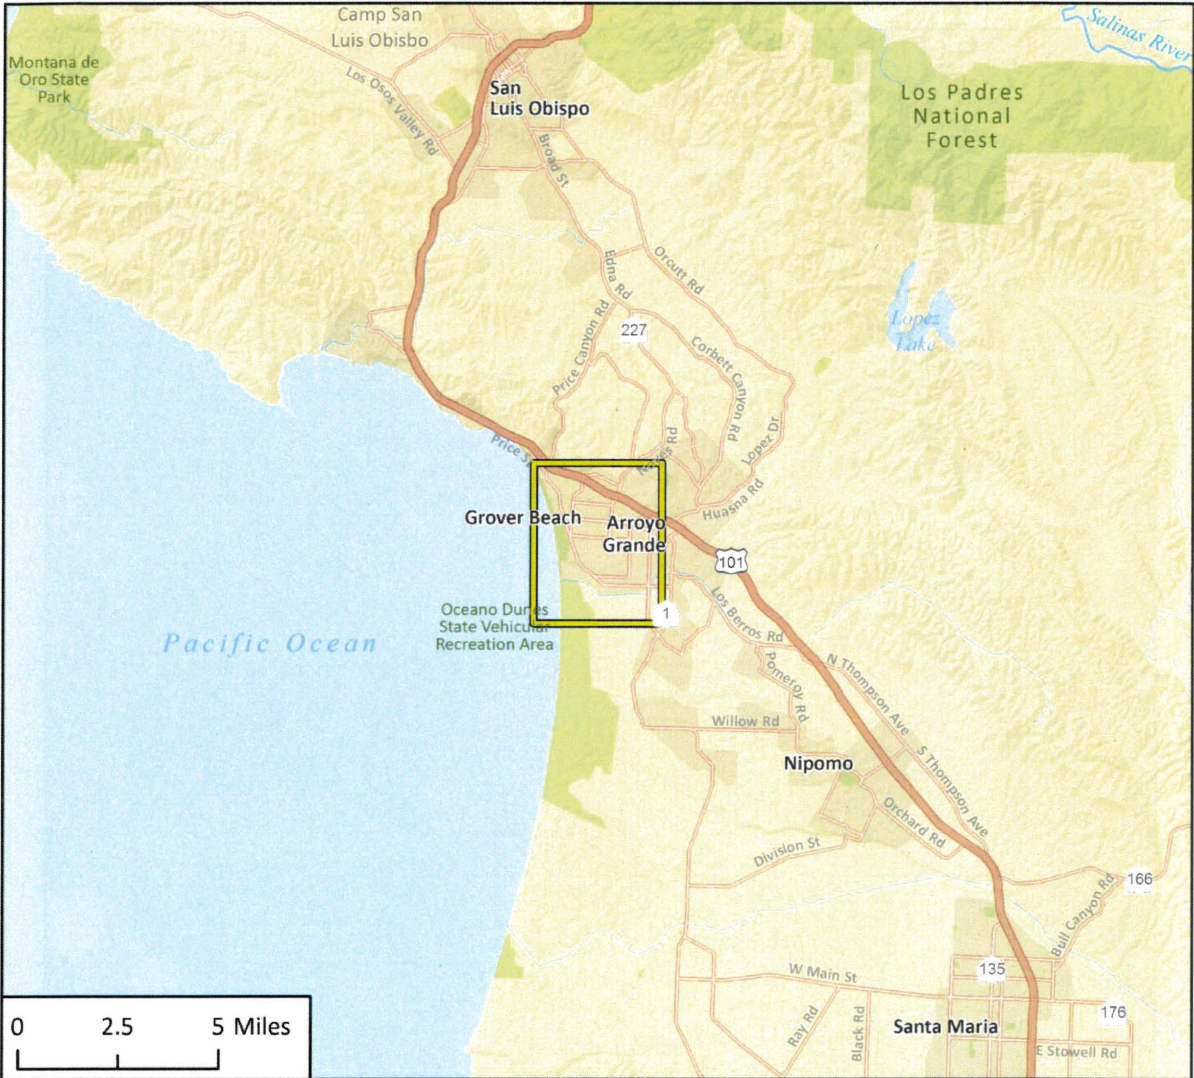 Camp San
Luis Obisbo
Salinas River
Montana de
Oro State
Park
Los Osos Valley Rd
San
Luis Obispo
Los Padres
National
Forest
Broad St
Orcutt Rd
Edna Rd
Lopez
Lake
Price Canyon Rd
227
Corbett Canyon Rd
Lopez Dr
Price S
Noyes Rd
Huasna Rd
Grover Beach
Arroyo
Grande
101
Oceano Dunes
State Vehicular
Recreation Area
1
Los Berros Rd
Pacific Ocean
Pomeroy Rd
N Thompson Ave
Willow Rd
S Thompson Ave
Nipomo
Orchard Rd
Division St
166
Bull Canyon Rd
W Main St
135
176
Ray Rd
Black Rd
Santa Maria
E Stowell Rd
0 2.5 5 Miles